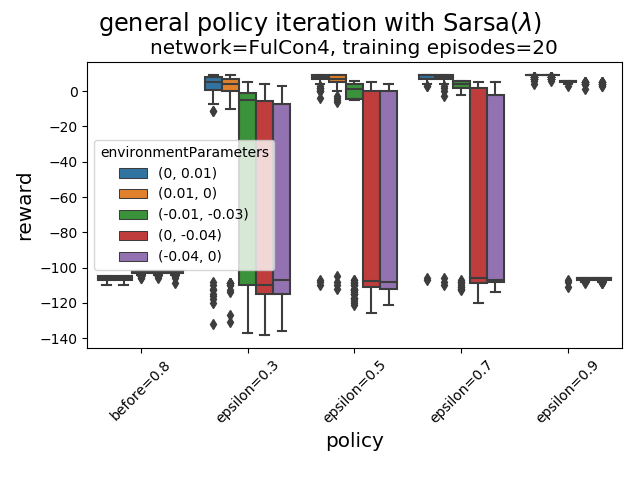 general policy iteration with Sarsa(λ)
network=FulCon4, training episodes=20
reward
0
−20
−40
−60
−80
−100
−120
−140
environmentParameters
(0, 0.01)
(0.01, 0)
(-0.01, -0.03)
(0, -0.04)
(-0.04, 0)
before=0.8
epsilon=0.3
epsilon=0.5
epsilon=0.7
epsilon=0.9
policy